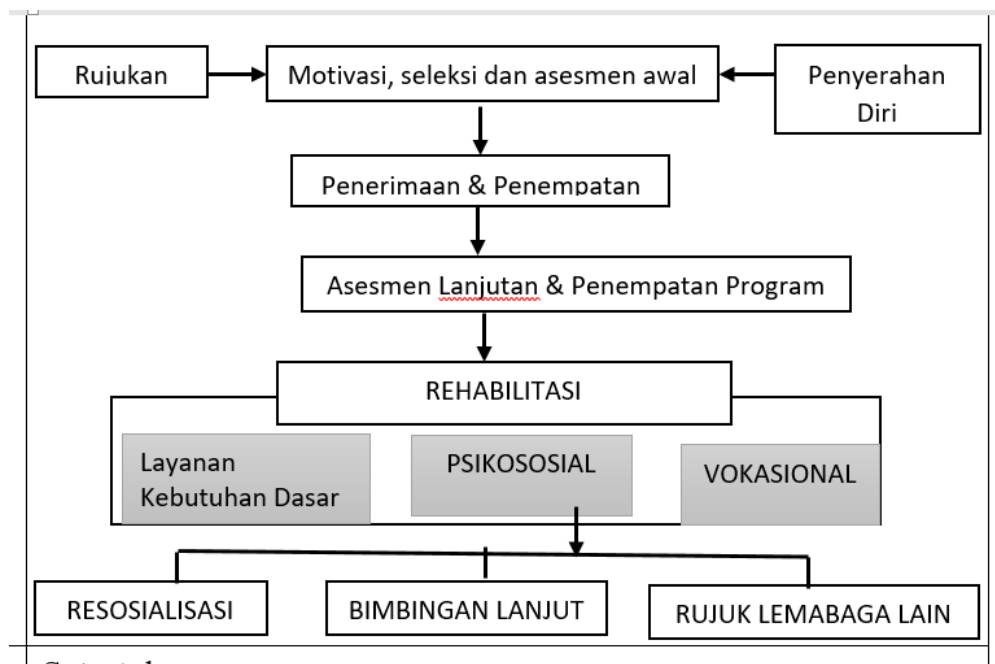 Rujukan
Motivasi, seleksi dan asesmen awal
Penyerahan
Diri
Penerimaan & Penempatan
Asesmen Lanjutan & Penempatan Program
REHABILITASI
Layanan
Kebutuhan Dasar
PSIKOSOSIAL
VOKASIONAL
RESOSIALISASI
BIMBINGAN LANJUT
RUJUK LEMABAGA LAIN